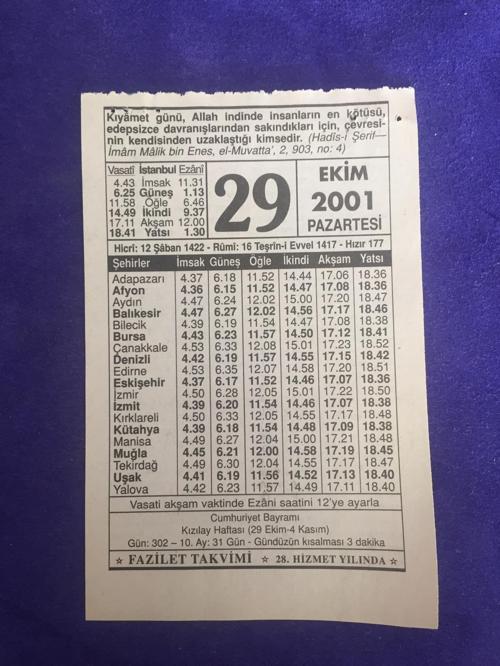 Kıyâmet günü, Allah indinde insanların en kötüsü,
edepsizce davranışlarından sakındıkları için, çevresi-
nin kendisinden uzaklaştığı kimsedir. (Hadîs-i Şerif—
İmâm Mâlik bin Enes, el-Muvatta', 2, 903, no: 4)
Vasatî İstanbul Ezânî
4.43 İmsak 11.31
6.25 Güneş 1.13
11.58 Öğle 6.46
14.49 İkindi 9.37
17.11 Akşam 12.00
18.41 Yatsı 1.30
29
EKİM
2001
PAZARTESİ
Hicrî: 12 Şâban 1422 - Rûmî: 16 Teşrîn-i Evvel 1417 - Hızır 177
Şehirler İmsak Güneş Öğle İkindi Akşam Yatsı
Adapazarı 4.37 6.18 11.52 14.44 17.06 18.36
Afyon 4.36 6.15 11.52 14.47 17.08 18.36
Aydın 4.47 6.24 12.02 15.00 17.20 18.47
Balıkesir 4.47 6.27 12.02 14.56 17.17 18.46
Bilecik 4.39 6.19 11.54 14.47 17.08 18.38
Bursa 4.43 6.23 11.57 14.50 17.12 18.41
Çanakkale 4.53 6.33 12.08 15.01 17.23 18.52
Denizli 4.42 6.19 11.57 14.55 17.15 18.42
Edirne 4.53 6.35 12.07 14.58 17.20 18.51
Eskişehir 4.37 6.17 11.52 14.46 17.07 18.36
İzmir 4.50 6.28 12.05 15.01 17.22 18.50
İzmit 4.39 6.20 11.54 14.46 17.07 18.38
Kırklareli 4.50 6.33 12.05 14.55 17.17 18.48
Kütahya 4.39 6.18 11.54 14.48 17.09 18.38
Manisa 4.49 6.27 12.04 15.00 17.21 18.48
Muğla 4.45 6.21 12.00 14.58 17.19 18.45
Tekirdağ 4.49 6.30 12.04 14.55 17.17 18.47
Uşak 4.41 6.19 11.56 14.52 17.13 18.40
Yalova 4.42 6.23 11.57 14.49 17.11 18.40
Vasati akşam vaktinde Ezâni saatini 12'ye ayarla
Cumhuriyet Bayramı
Kızılay Haftası (29 Ekim-4 Kasım)
Gün: 302 – 10. Ay: 31 Gün - Gündüzün kısalması 3 dakika
☆ FAZİLET TAKVİMİ ☆ 28. HİZMET YILINDA ☆